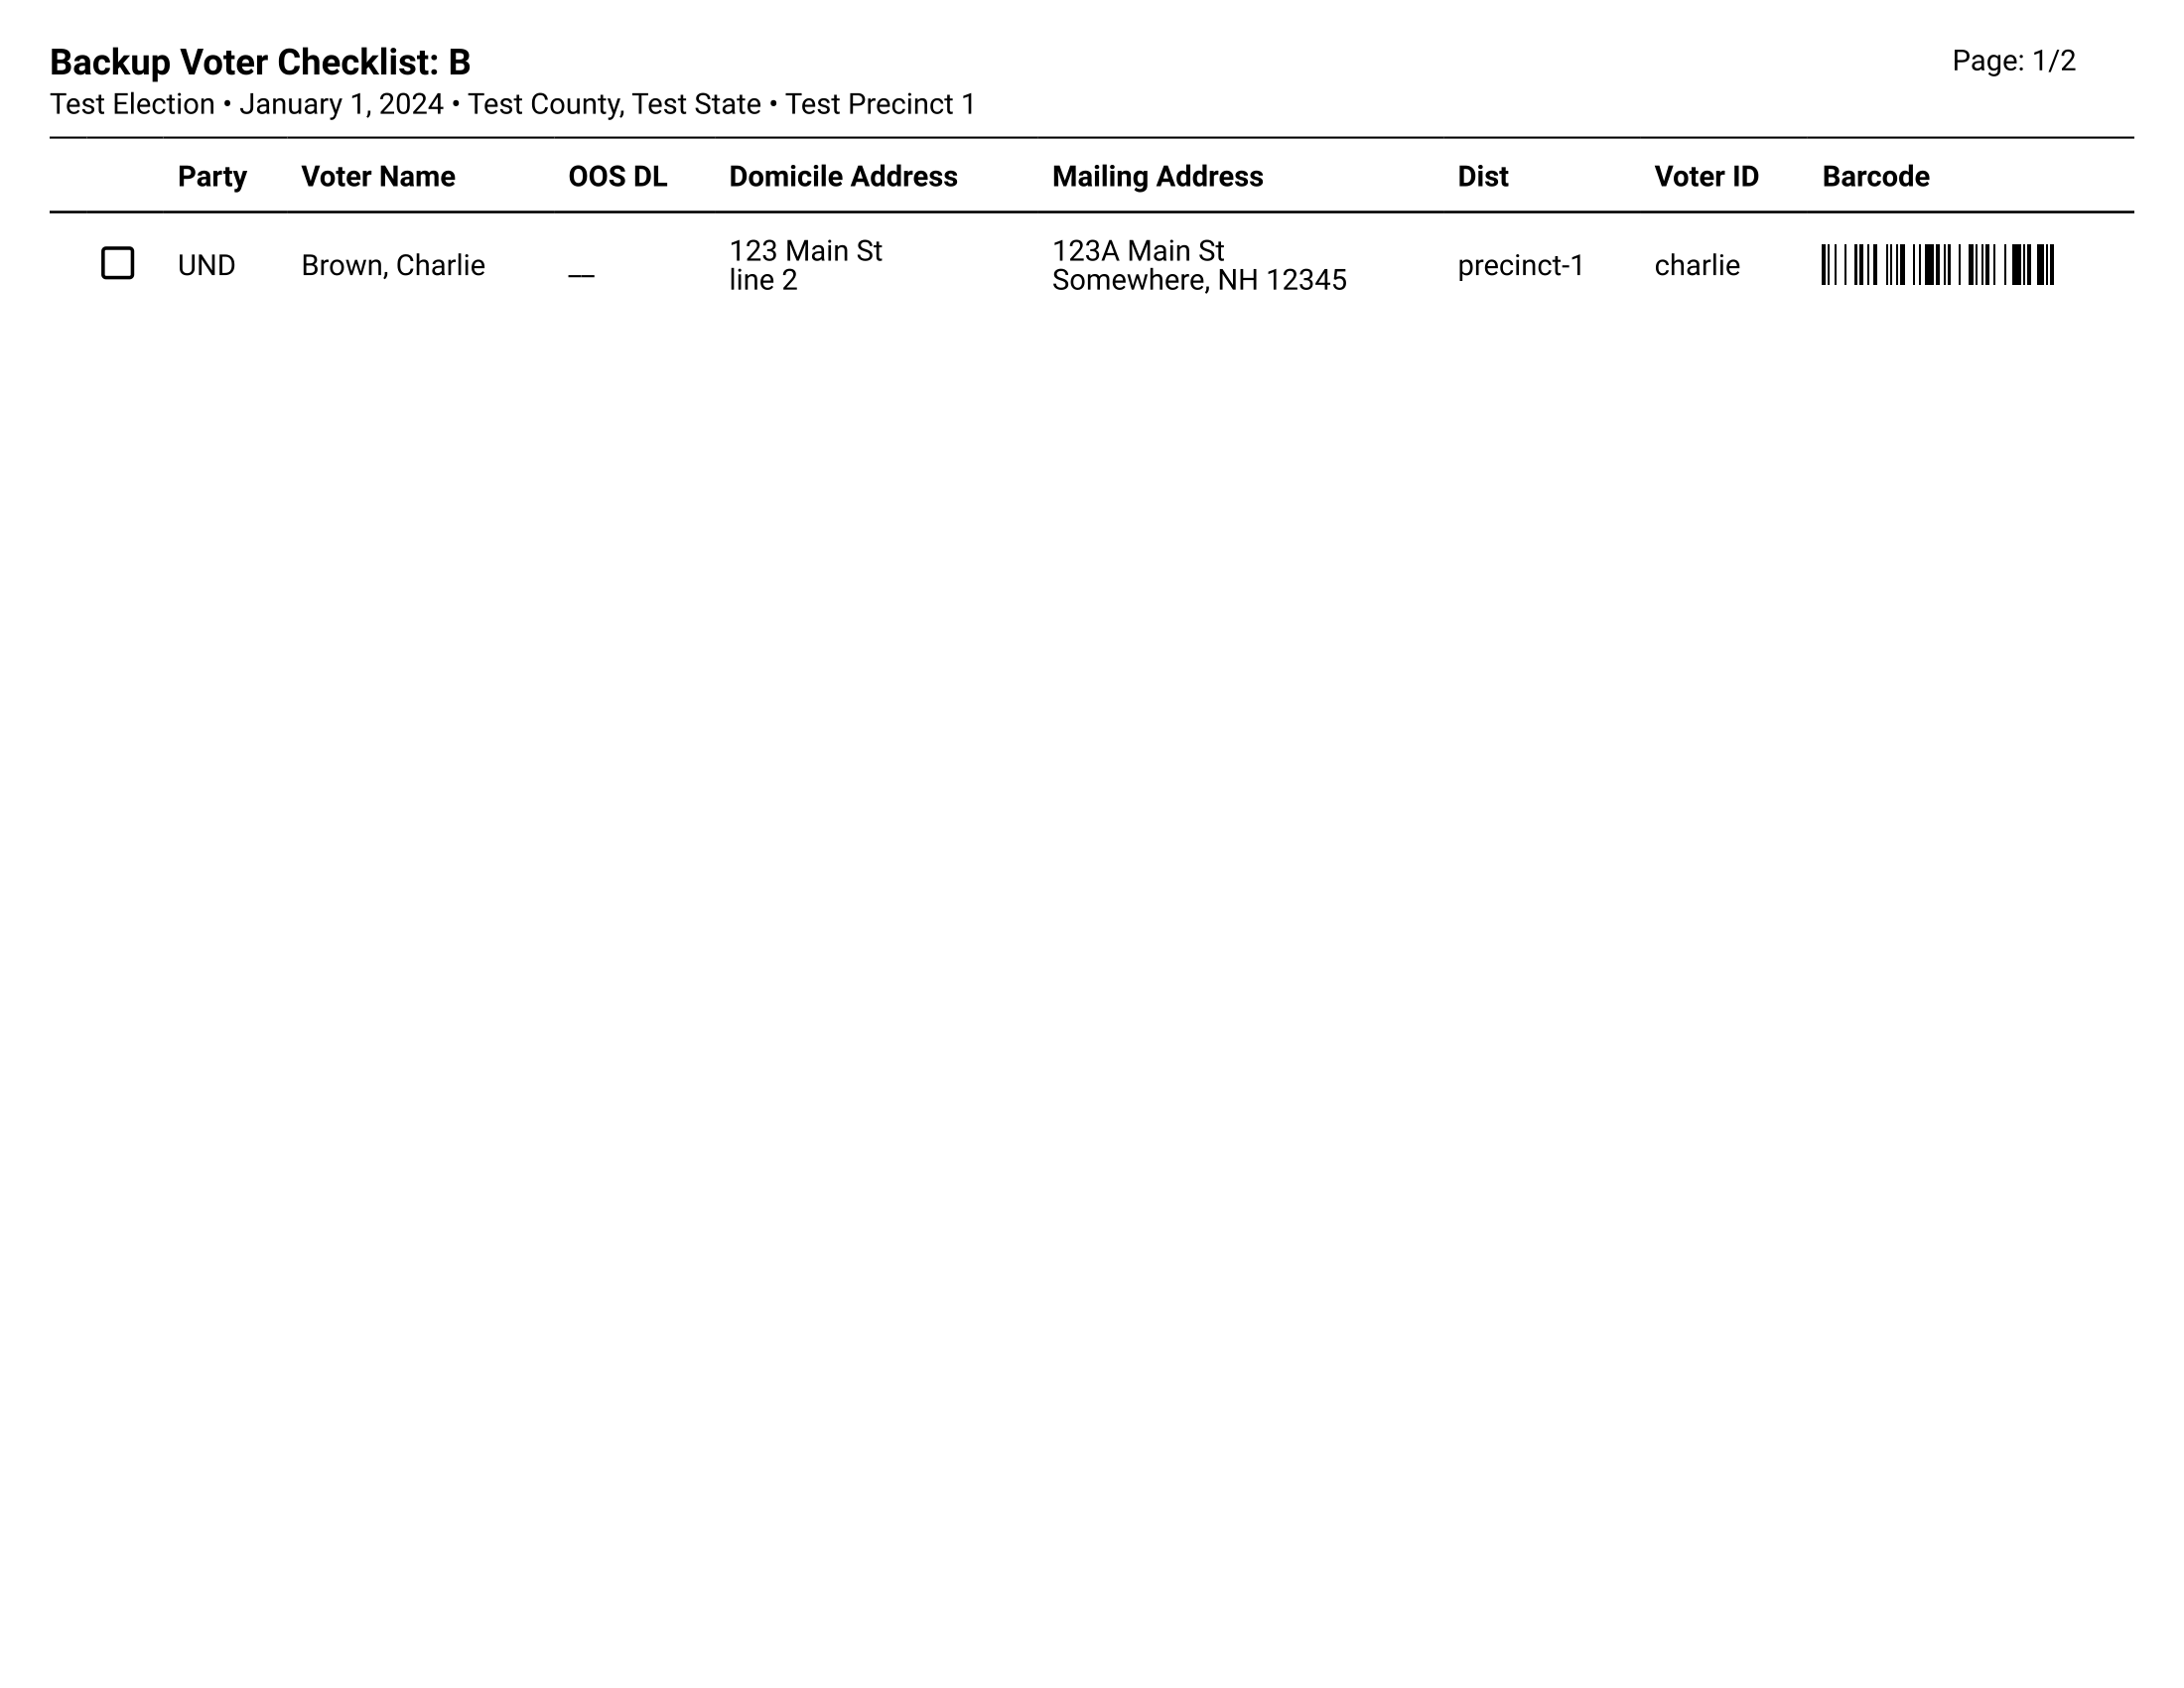 Backup Voter Checklist: B
Page: 1/2
Test Election • January 1, 2024 • Test County, Test State • Test Precinct 1
Party Voter Name OOS DL Domicile Address Mailing Address Dist Voter ID Barcode
UND Brown, Charlie __ 123 Main St 123A Main St precinct-1 charlie
line 2 Somewhere, NH 12345